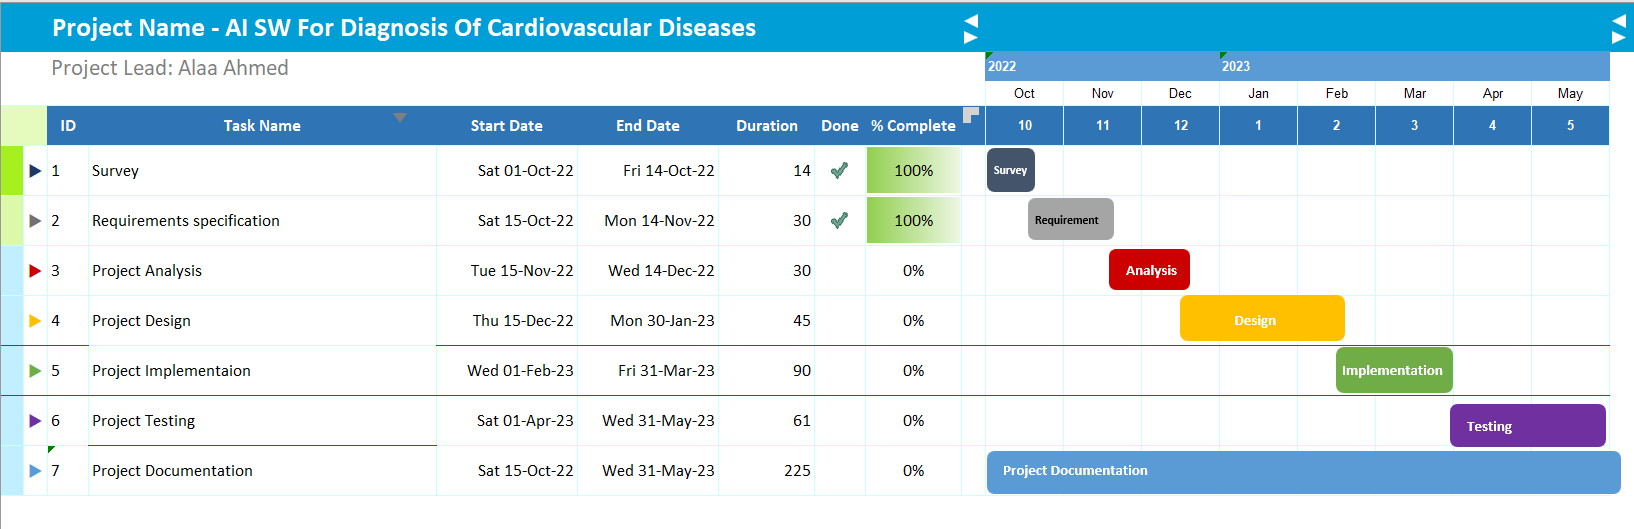 Project Name - AI SW For Diagnosis Of Cardiovascular Diseases
Project Lead: Alaa Ahmed
2022 2023
Oct Nov Dec Jan Feb Mar Apr May
ID Task Name Start Date End Date Duration Done % Complete 10 11 12 1 2 3 4 5
1 Survey Sat 01-Oct-22 Fri 14-Oct-22 14 100% Survey
2 Requirements specification Sat 15-Oct-22 Mon 14-Nov-22 30 100% Requirement
3 Project Analysis Tue 15-Nov-22 Wed 14-Dec-22 30 0% Analysis
4 Project Design Thu 15-Dec-22 Mon 30-Jan-23 45 0% Design
5 Project Implementaion Wed 01-Feb-23 Fri 31-Mar-23 90 0% Implementation
6 Project Testing Sat 01-Apr-23 Wed 31-May-23 61 0% Testing
7 Project Documentation Sat 15-Oct-22 Wed 31-May-23 225 0% Project Documentation